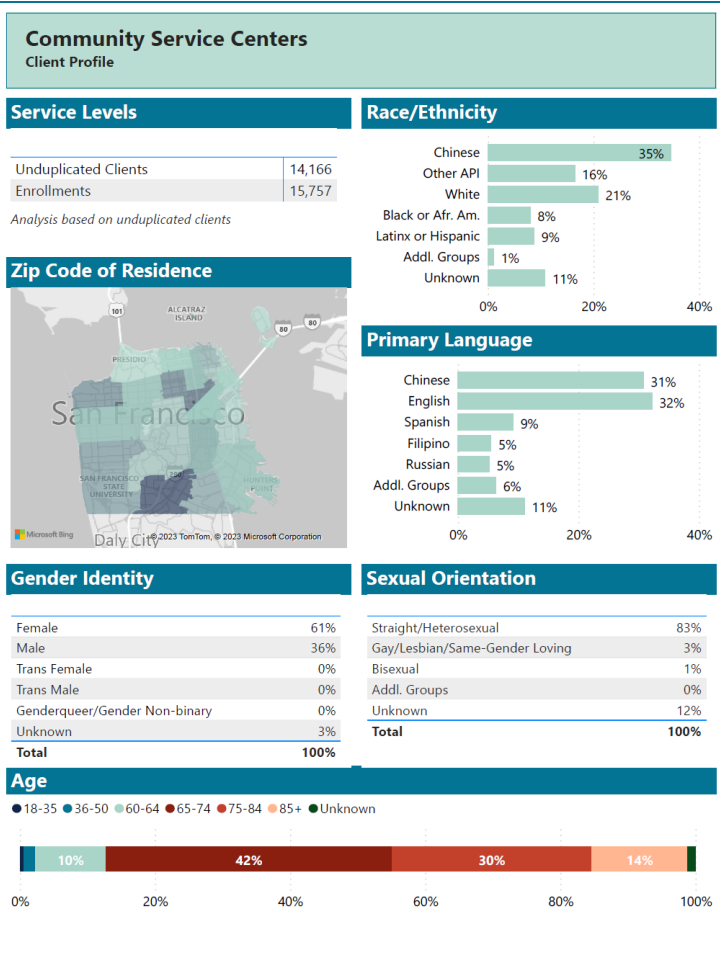 Community Service Centers
Client Profile
Service Levels
Unduplicated Clients 14,166
Enrollments 15,757
Analysis based on unduplicated clients
Race/Ethnicity
Chinese 35%
Other API 16%
White 21%
Black or Afr. Am. 8%
Latinx or Hispanic 9%
Addl. Groups 1%
Unknown 11%
0% 20% 40%
Zip Code of Residence
101
ALCATRAZ
ISLAND
80
80
PRESIDIO
San Francisco
SAN FRANCISCO
STATE
UNIVERSITY
280
HUNTERS
POINT
Microsoft Bing
Daly City
© 2023 TomTom, © 2023 Microsoft Corporation
Primary Language
Chinese 31%
English 32%
Spanish 9%
Filipino 5%
Russian 5%
Addl. Groups 6%
Unknown 11%
0% 20% 40%
Gender Identity
Female 61%
Male 36%
Trans Female 0%
Trans Male 0%
Genderqueer/Gender Non-binary 0%
Unknown 3%
Total 100%
Sexual Orientation
Straight/Heterosexual 83%
Gay/Lesbian/Same-Gender Loving 3%
Bisexual 1%
Addl. Groups 0%
Unknown 12%
Total 100%
Age
18-35 36-50 60-64 65-74 75-84 85+ Unknown
10% 42% 30% 14%
0% 20% 40% 60% 80% 100%